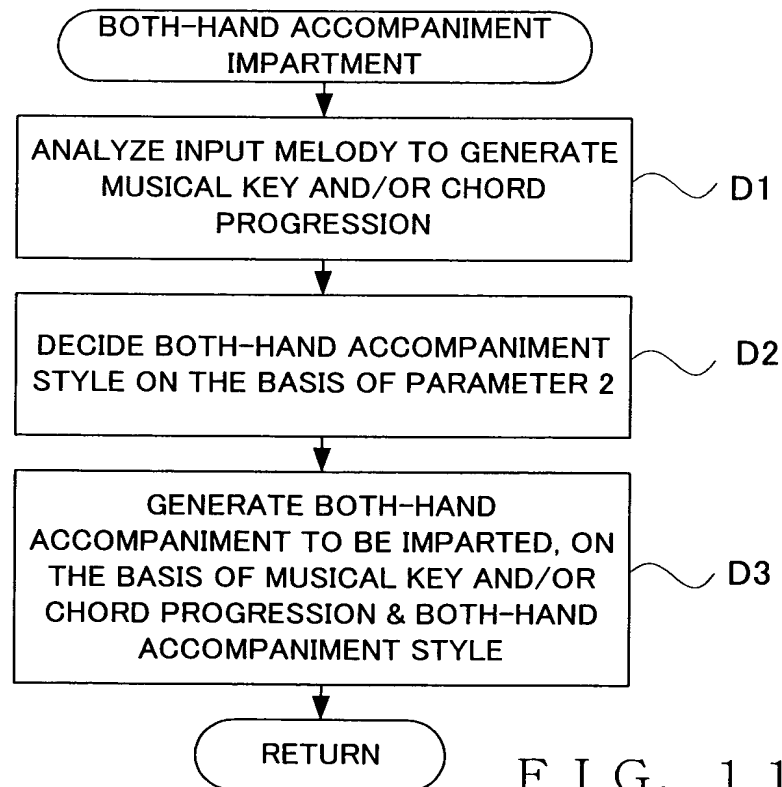 BOTH-HAND ACCOMPANIMENT
IMPARTMENT
ANALYZE INPUT MELODY TO GENERATE
MUSICAL KEY AND/OR CHORD
PROGRESSION
D1
DECIDE BOTH-HAND ACCOMPANIMENT
STYLE ON THE BASIS OF PARAMETER 2
D2
GENERATE BOTH-HAND
ACCOMPANIMENT TO BE IMPARTED, ON
THE BASIS OF MUSICAL KEY AND/OR
CHORD PROGRESSION & BOTH-HAND
ACCOMPANIMENT STYLE
D3
RETURN
FIG. 11